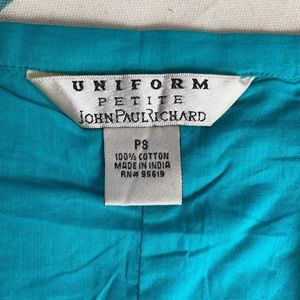 UNIFORM
PETITE
JOHN PAUL RICHARD
PS
100% COTTON
MADE IN INDIA
RN# 95619